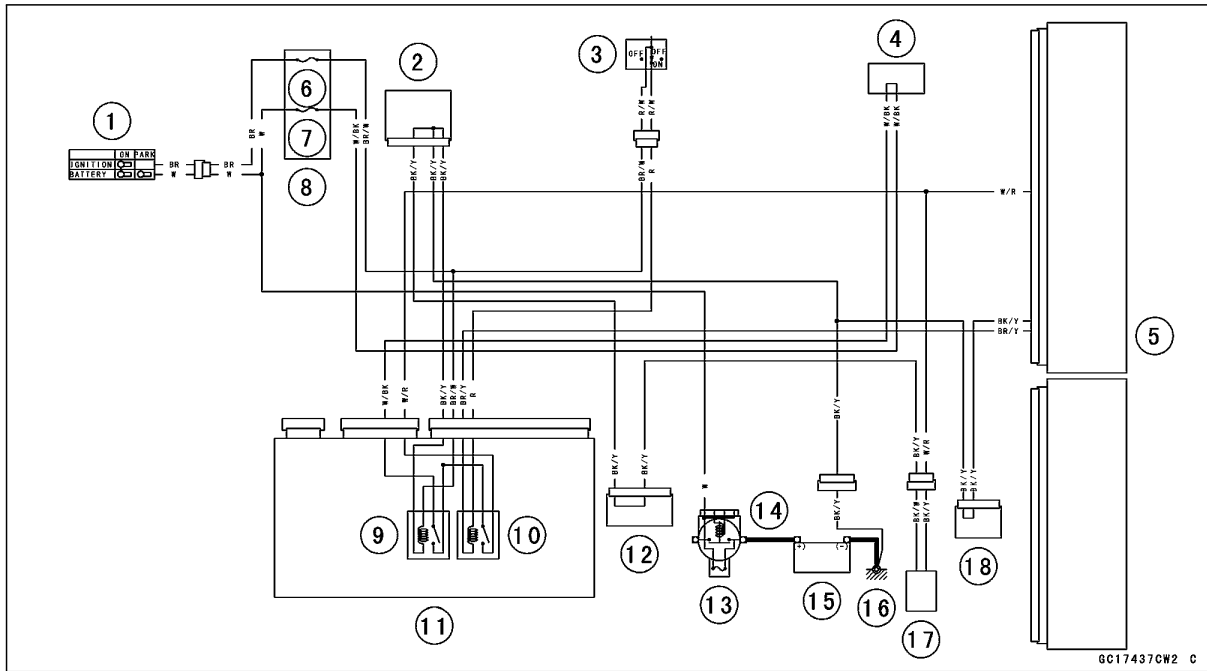 1
ON PARK
IGNITION
BATTERY
BR
W
BR
W
BR
W
6
7
8
W/BK
BR/W
2
BK/Y
BK/Y
BK/Y
3
OFF
OFF
ON
R/W
R/W
BR/W
R
4
W/BK
W/BK
W/R
BK/Y
BR/Y
5
W/BK
W/R
BK/Y
BR/W
BR/Y
R
9
10
11
BK/Y
BK/Y
12
W
13
14
(+)
(-)
15
BK/Y
BK/Y
16
BK/Y
W/R
BK/W
BK/Y
17
BK/Y
BK/Y
18
GC17437CW2 C